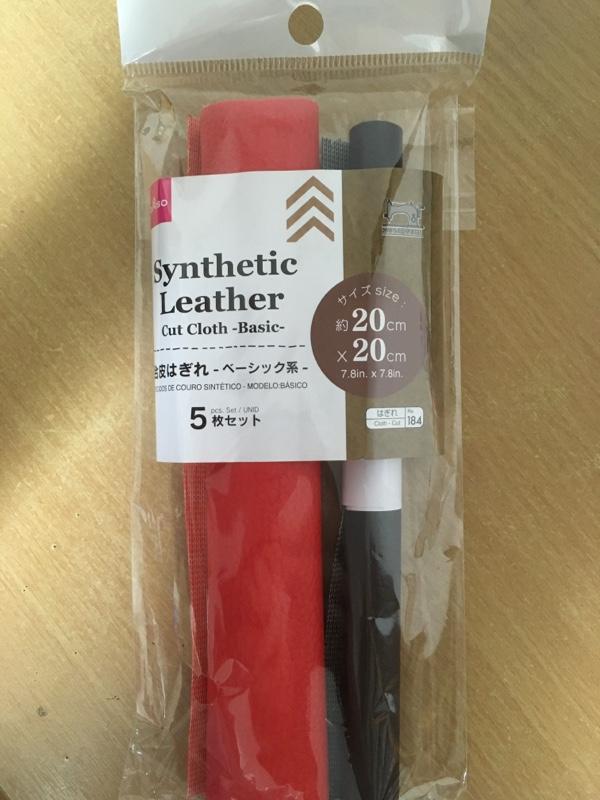 Synthetic
Leather
Cut Cloth -Basic-
皮はぎれ - ベーシック系 -
DE COURO SINTÉTICO - MODELO:BÁSICO
pcs. Set / UNID
5枚セット
サイズ size :
約 20cm
× 20cm
7.8in. x 7.8in.
はぎれ
Cloth - Cut
No.
184